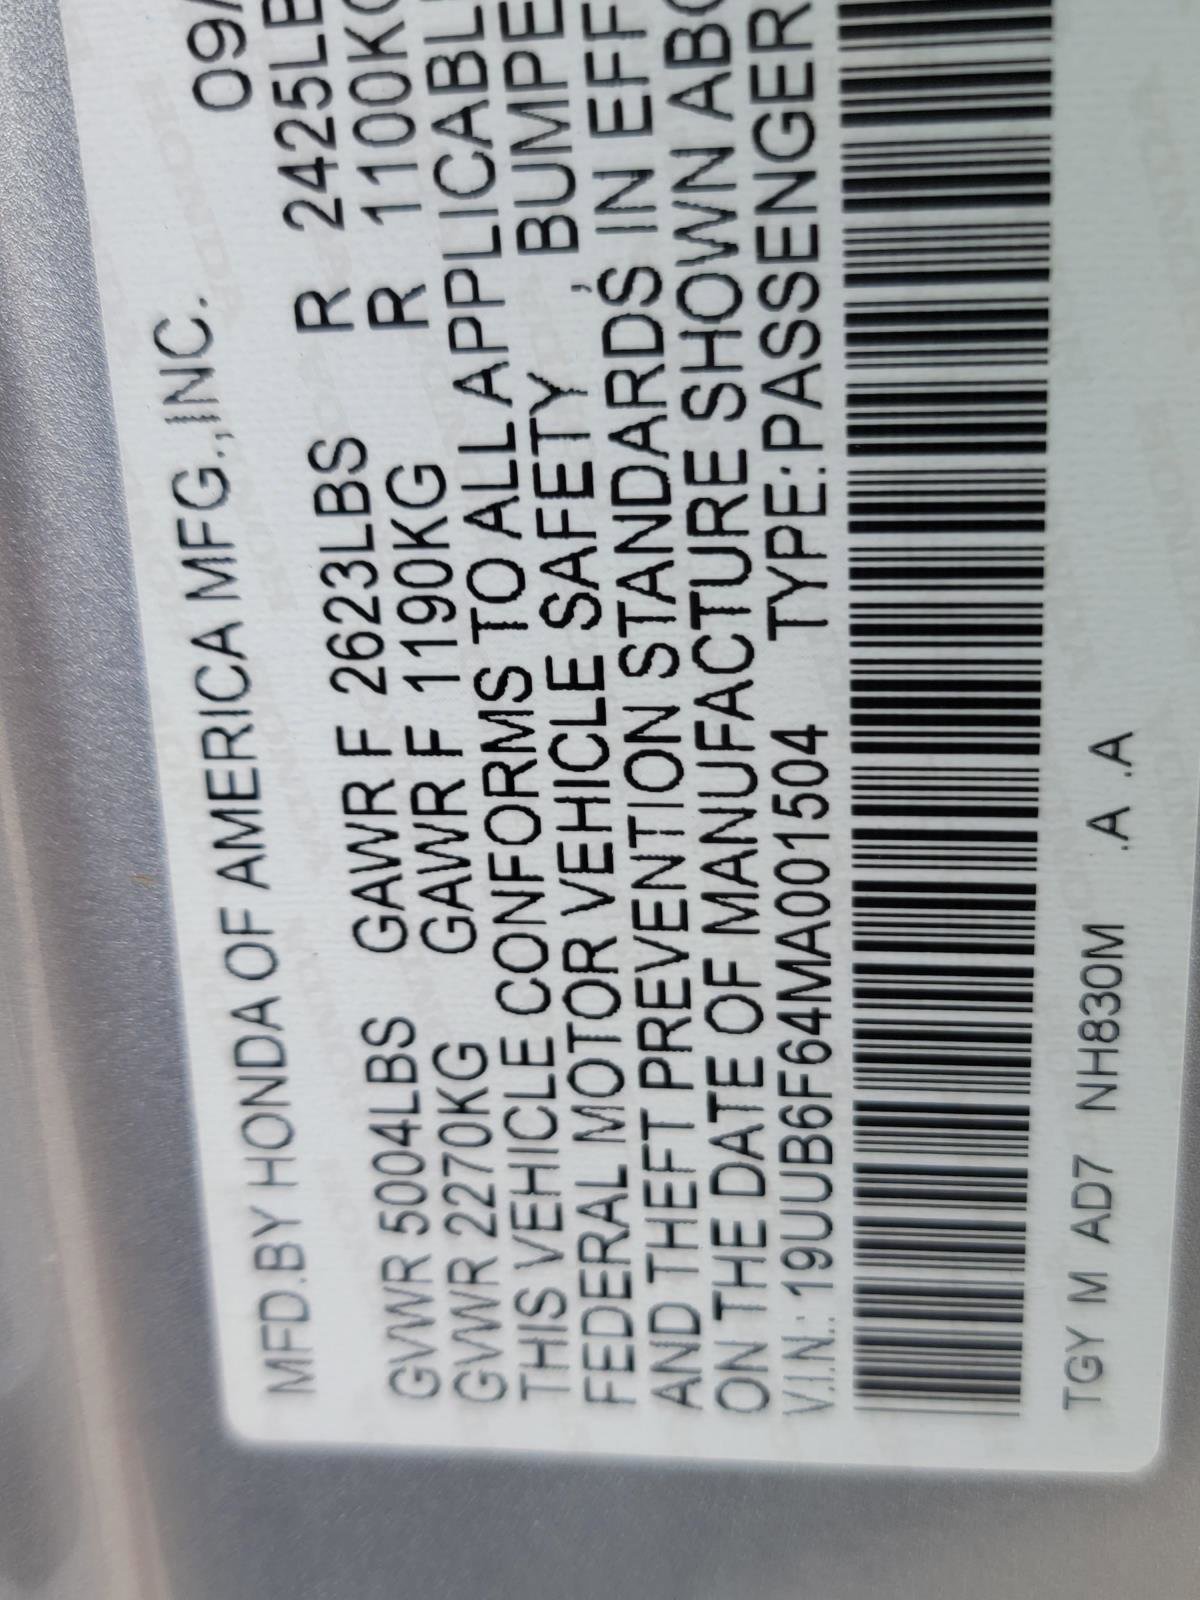 MFD.BY HONDA OF AMERICA MFG.,INC. 09/
GVWR 5004LBS GAWR F 2623LBS R 2425LB
GVWR 2270KG GAWR F 1190KG R 1100KG
THIS VEHICLE CONFORMS TO ALL APPLICABL
FEDERAL MOTOR VEHICLE SAFETY , BUMPE
AND THEFT PREVENTION STANDARDS IN EFF
ON THE DATE OF MANUFACTURE SHOWN ABO
V.I.N.: 19UUB6F64MA001504 TYPE:PASSENGER
TGY M AD7 NH830M .A .A